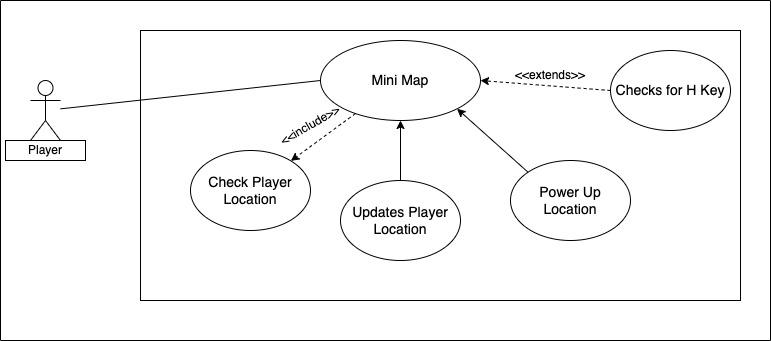 Mini Map
<<extends>>
Checks for H Key
<<include>>
Player
Check Player
Location
Updates Player
Location
Power Up
Location